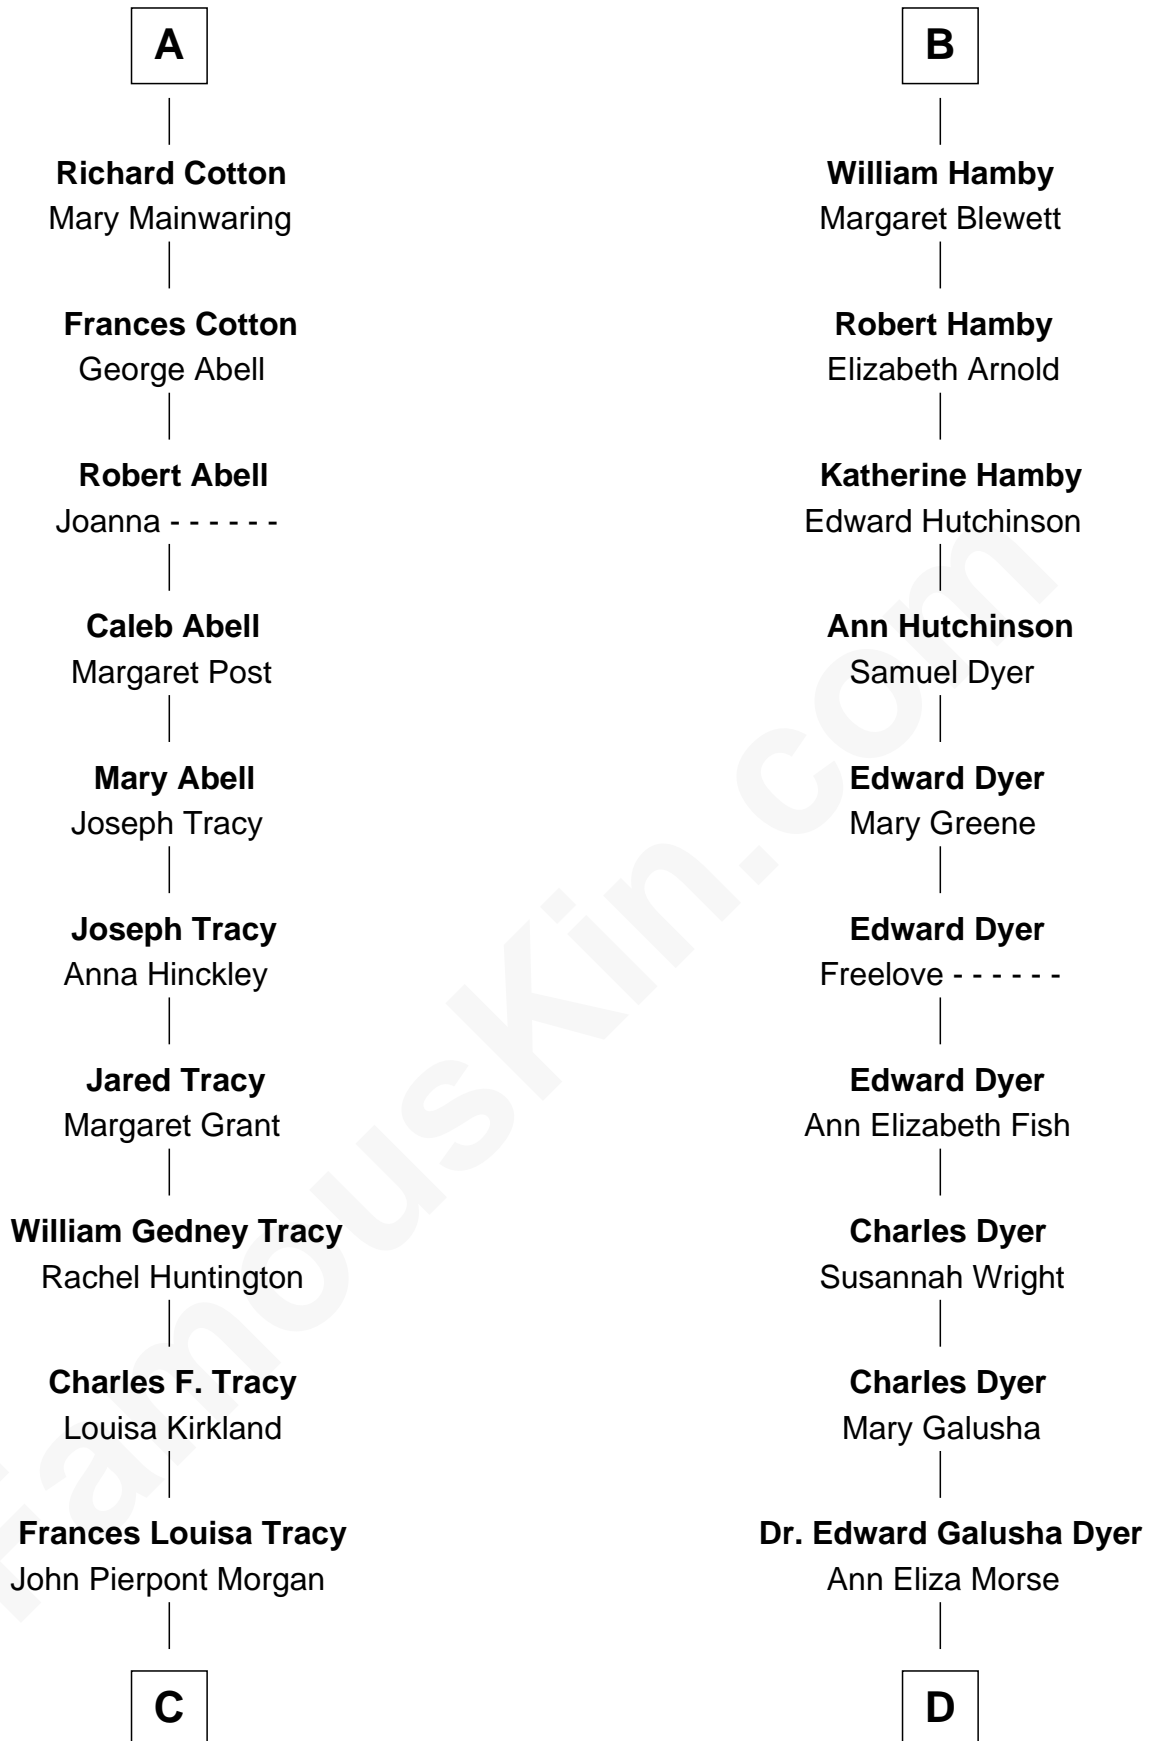 A
Richard Cotton
Mary Mainwaring
Frances Cotton
George Abell
Robert Abell
Joanna - - - - - -
Caleb Abell
Margaret Post
Mary Abell
Joseph Tracy
Joseph Tracy
Anna Hinckley
Jared Tracy
Margaret Grant
William Gedney Tracy
Rachel Huntington
Charles F. Tracy
Louisa Kirkland
Frances Louisa Tracy
John Pierpont Morgan
C
B
William Hamby
Margaret Blewett
Robert Hamby
Elizabeth Arnold
Katherine Hamby
Edward Hutchinson
Ann Hutchinson
Samuel Dyer
Edward Dyer
Mary Greene
Edward Dyer
Freelove - - - - - -
Edward Dyer
Ann Elizabeth Fish
Charles Dyer
Susannah Wright
Charles Dyer
Mary Galusha
Dr. Edward Galusha Dyer
Ann Eliza Morse
D
FamousKin.com